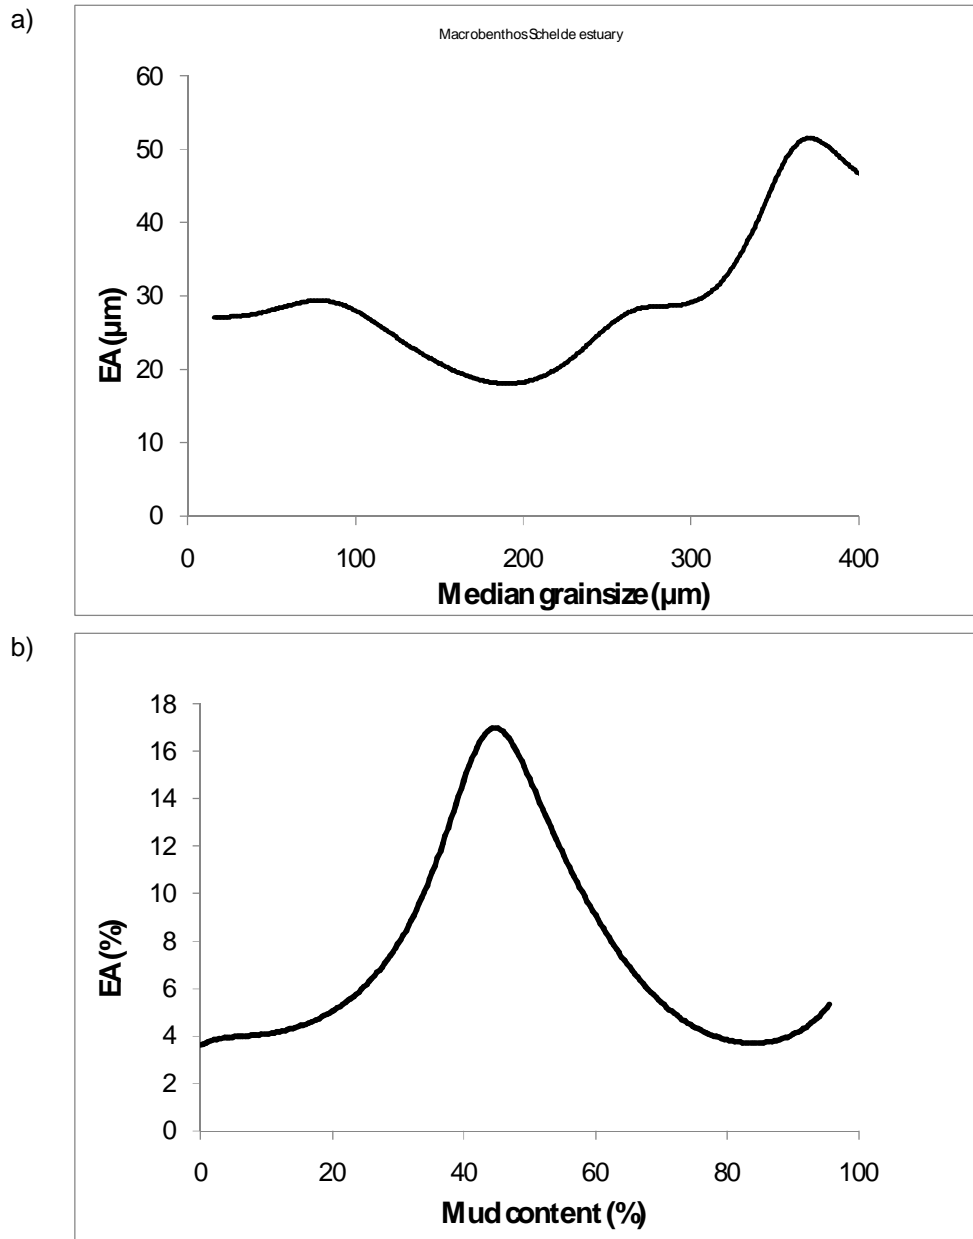 a)
Macrobenthos Schelde estuary
60
50
40
30
20
10
0
EA (µm)
0 100 200 300 400
Median grainsize (µm)
b)
18
16
14
12
10
8
6
4
2
0
EA (%)
0 20 40 60 80 100
Mud content (%)